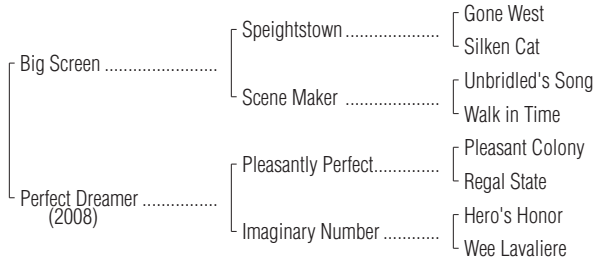 Gone West
Speightstown .....................
Silken Cat
Big Screen .........................
Unbridled's Song
Scene Maker .....................
Walk in Time
Pleasant Colony
Pleasantly Perfect...............
Regal State
Perfect Dreamer .................
(2008)
Hero's Honor
Imaginary Number .............
Wee Lavaliere